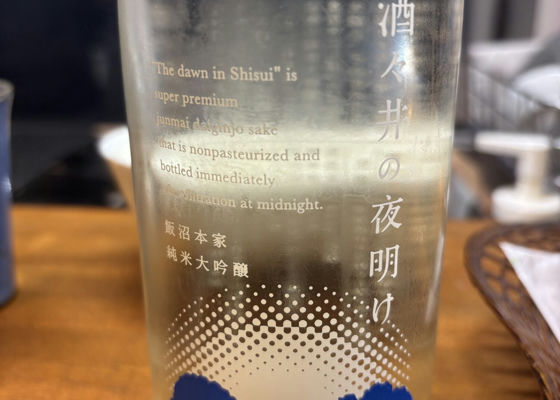 酒々井の夜明け
"The dawn in Shisui" is
super premium
junmai daiginjo sake
that is nonpasteurized and
bottled immediately
filtration at midnight.
飯沼本家
純米大吟醸